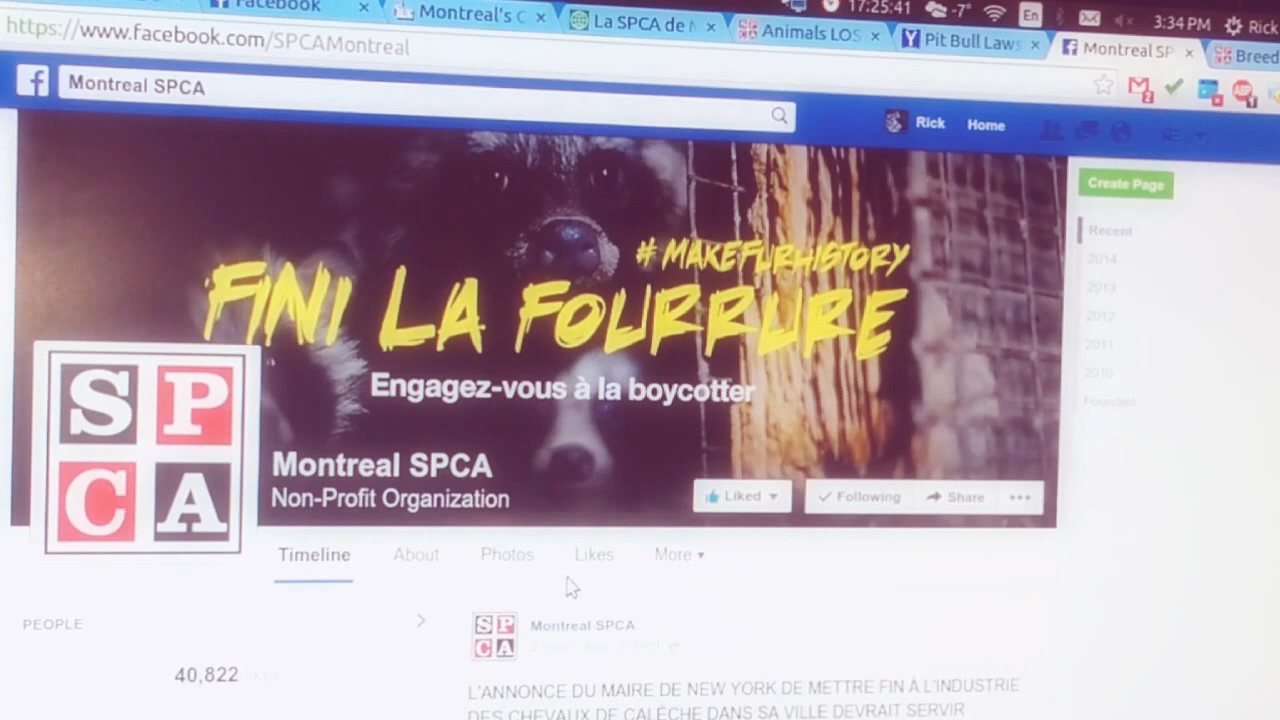 17:25:41 -7° En 3:34 PM Rick
Facebook × Montreal's C × La SPCA de × Animals LOS × Pit Bull Laws × Montreal SP × Breed
https://www.facebook.com/SPCAMontreal
2 ABP
f Montreal SPCA Rick Home
Create Page
Recent
2014
2013
2012
2011
2010
Founded
# MAKEFURHISTORY
FINI LA FOURRURE
Engagez-vous à la boycotter
S P
C A
Montreal SPCA
Non-Profit Organization
Liked Following Share
Timeline About Photos Likes More
PEOPLE
40,822 likes
S P
C A
Montreal SPCA
L'ANNONCE DU MAIRE DE NEW YORK DE METTRE FIN À L'INDUSTRIE
DES CHEVAUX DE CALÈCHE DANS SA VILLE DEVRAIT SERVIR